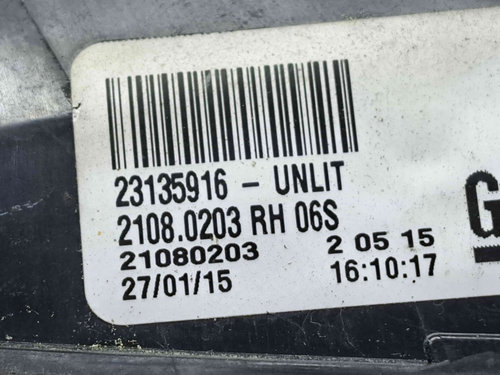 23135916 - UNLIT
2108.0203 RH 06S
21080203 2 05 15
27/01/15 16:10:17
G